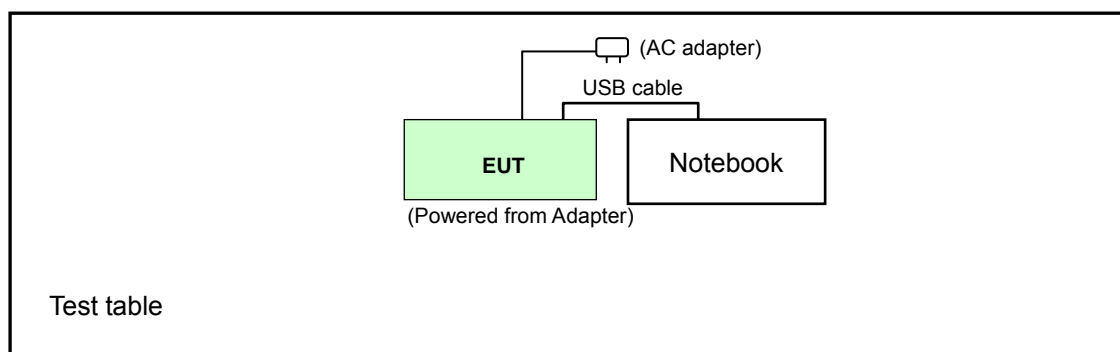 (AC adapter)
USB cable
EUT
Notebook
(Powered from Adapter)
Test table